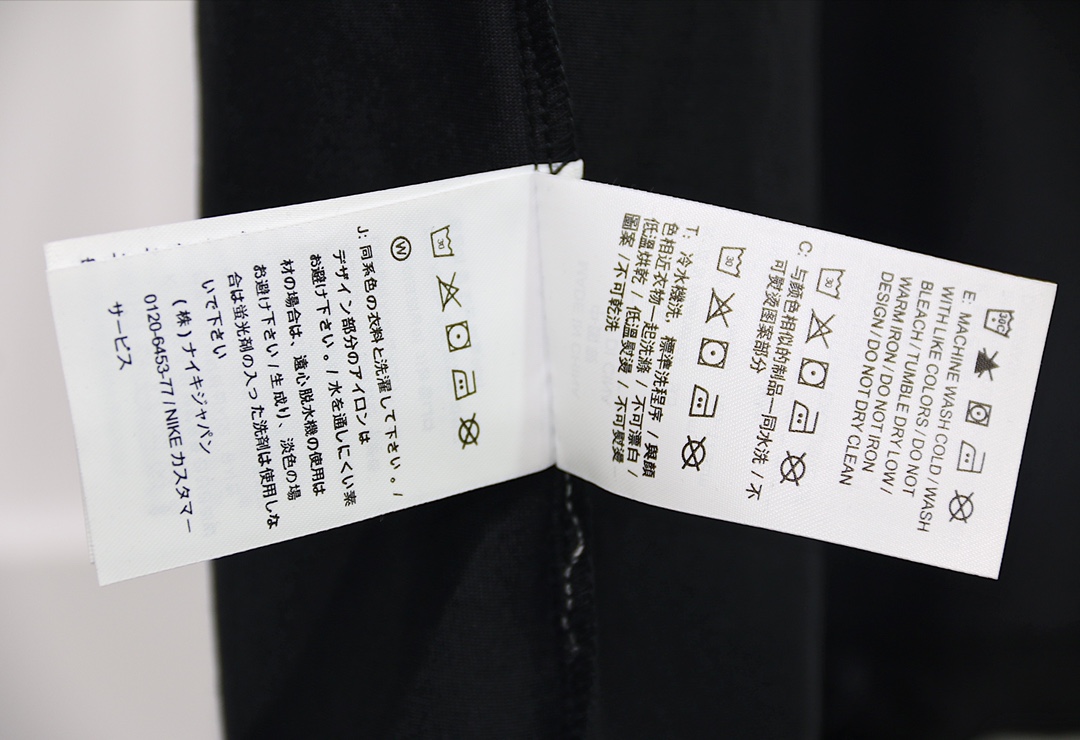 E: MACHINE WASH COLD / WASH
WITH LIKE COLORS / DO NOT
BLEACH / TUMBLE DRY LOW /
WARM IRON / DO NOT IRON
DESIGN / DO NOT DRY CLEAN
30
C: 与颜色相似的制品一同水洗 / 不
可熨烫图案部分
30
T: 冷水機洗，標準洗程序 / 與顏
色相近衣物一起洗滌 / 不可漂白 /
低溫烘乾 / 低溫熨燙 / 不可熨燙
圖案 / 不可乾洗
30
W
J: 同系色の衣料と洗濯して下さい。/
デザイン部分のアイロンは
お避け下さい。/ 水を通しにくい素
材の場合は、遠心脱水機の使用は
お避け下さい / 生成り、淡色の場
合は蛍光剤の入った洗剤は使用しな
いで下さい
(株) ナイキジャパン
0120-6453-77 / NIKE カスタマー
サービス